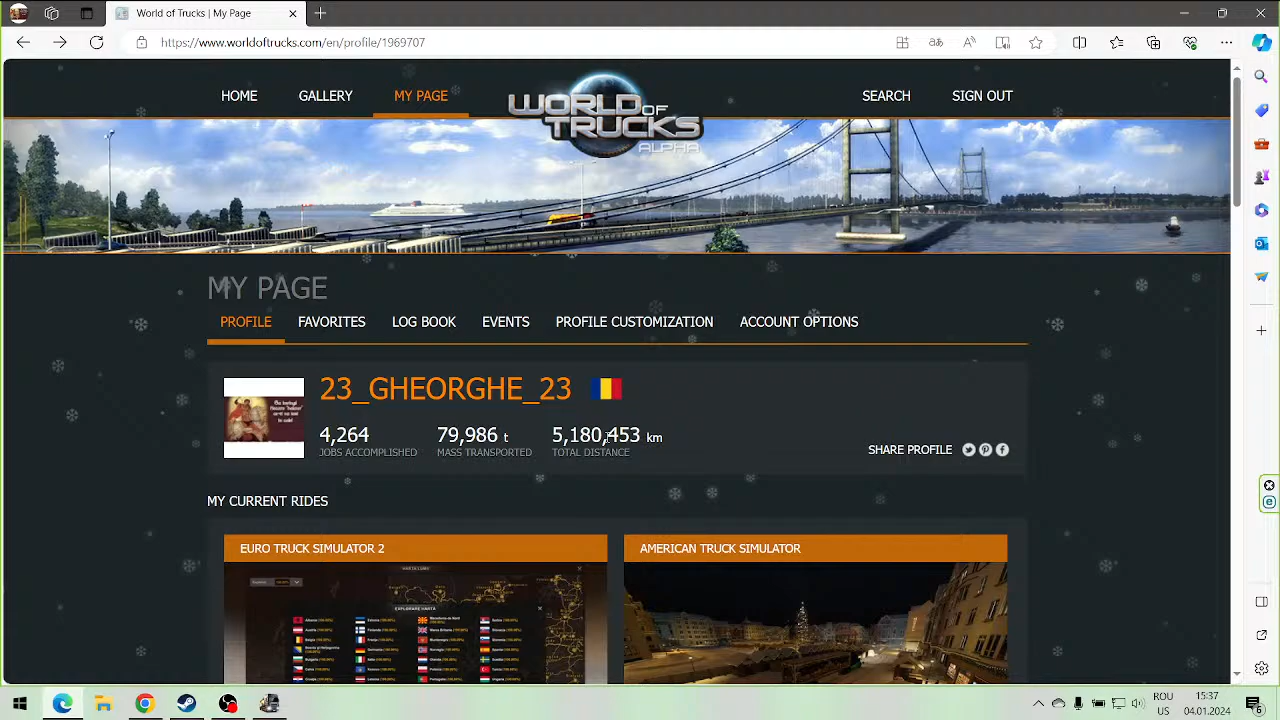 World of Trucks | My Page
https://www.worldoftrucks.com/en/profile/1969707
HOME GALLERY MY PAGE WORLD OF TRUCKS ALPHA SEARCH SIGN OUT
MY PAGE
PROFILE FAVORITES LOG BOOK EVENTS PROFILE CUSTOMIZATION ACCOUNT OPTIONS
23_GHEORGHE_23
4,264 79,986 t 5,180,453 km
JOBS ACCOMPLISHED MASS TRANSPORTED TOTAL DISTANCE
SHARE PROFILE
MY CURRENT RIDES
EURO TRUCK SIMULATOR 2 AMERICAN TRUCK SIMULATOR
EXPLORARE HARTA
ROU 15:37
US 04.01.2024